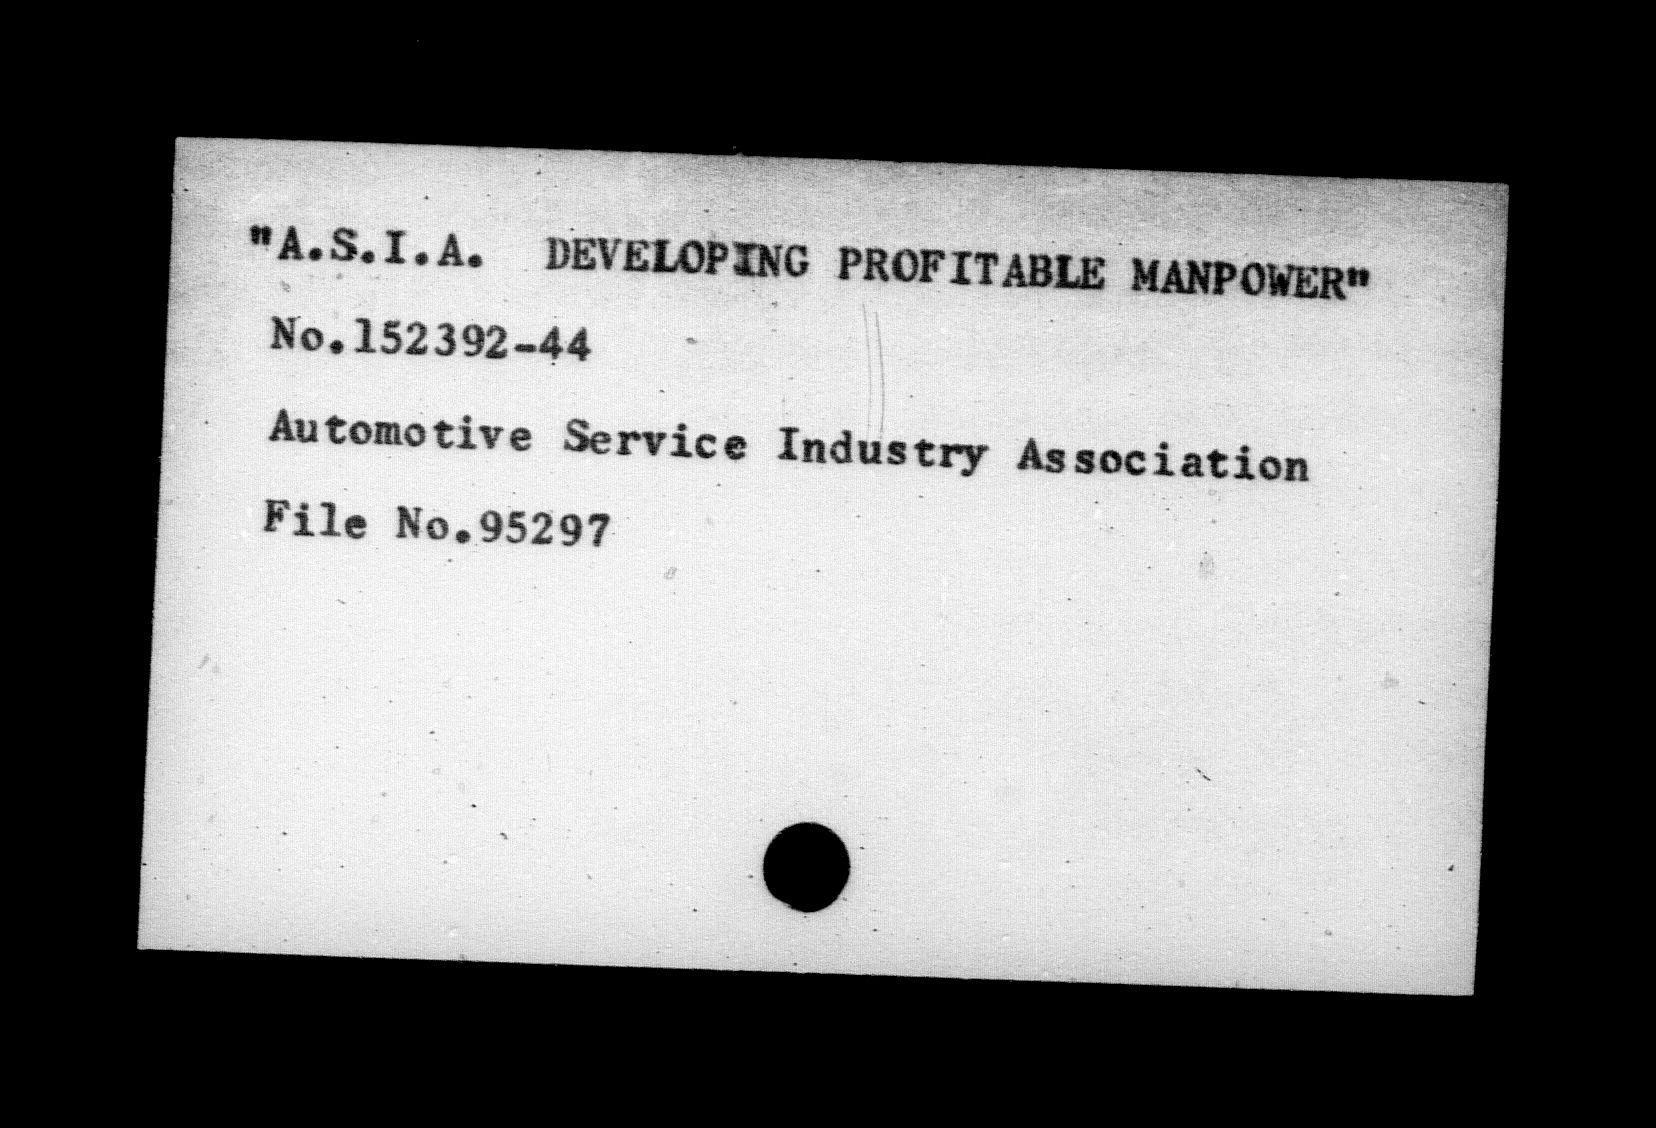 "A.S.I.A.  DEVELOPING PROFITABLE MANPOWER"
No.152392-44
Automotive Service Industry Association
File No.95297